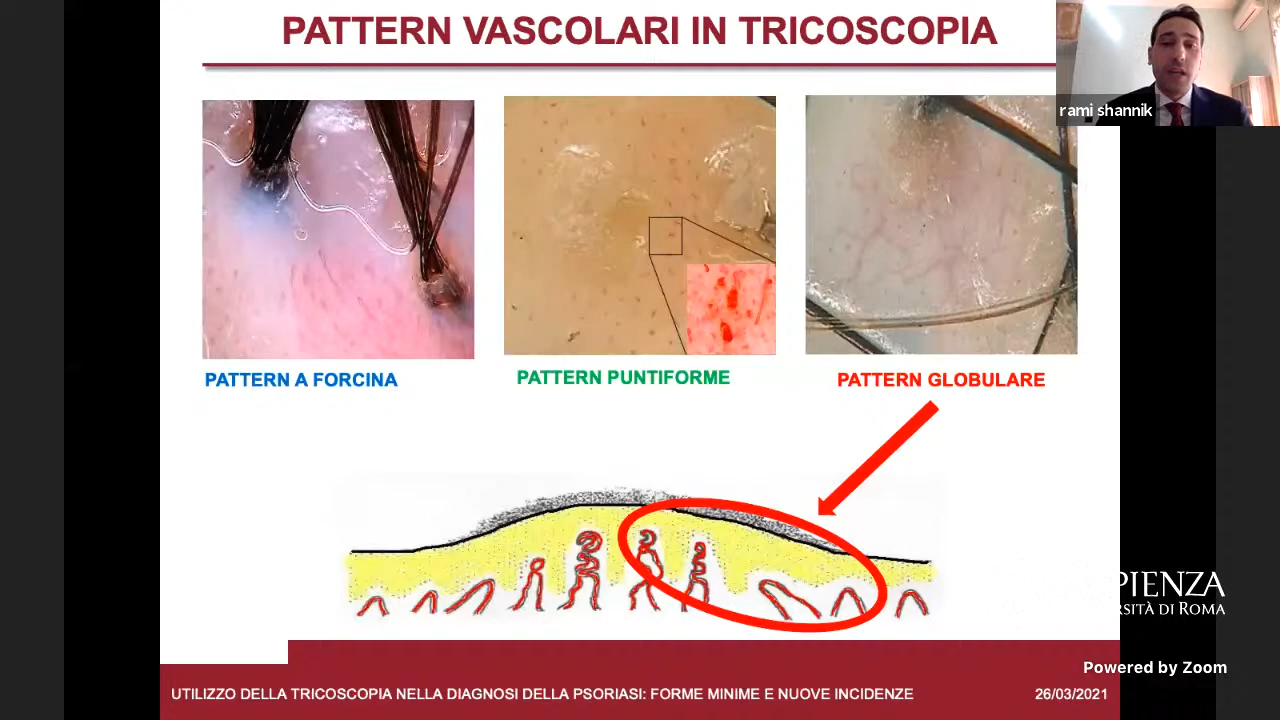 PATTERN VASCOLARI IN TRICOSCOPIA
rami shannik
PATTERN A FORCINA
PATTERN PUNTIFORME
PATTERN GLOBULARE
PIENZA
RSITÀ DI ROMA
Powered by Zoom
UTILIZZO DELLA TRICOSCOPIA NELLA DIAGNOSI DELLA PSORIASI: FORME MINIME E NUOVE INCIDENZE
26/03/2021